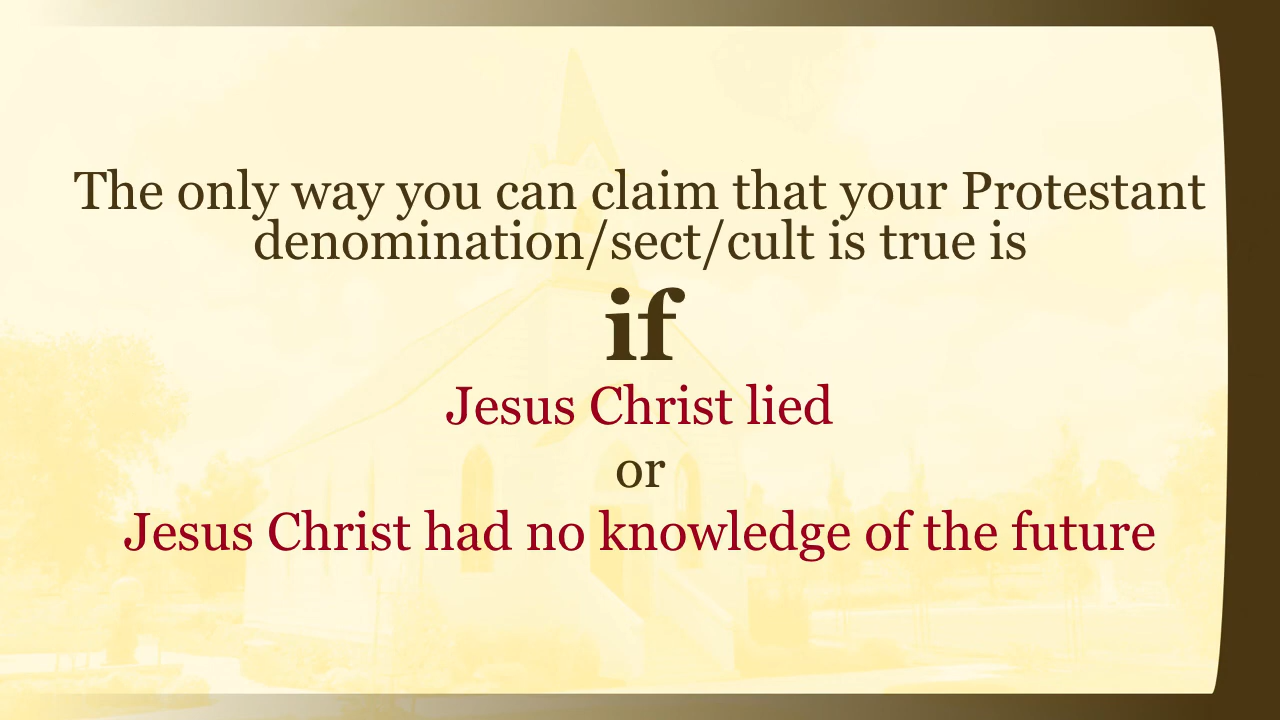 The only way you can claim that your Protestant
denomination/sect/cult is true is
if
Jesus Christ lied
or
Jesus Christ had no knowledge of the future